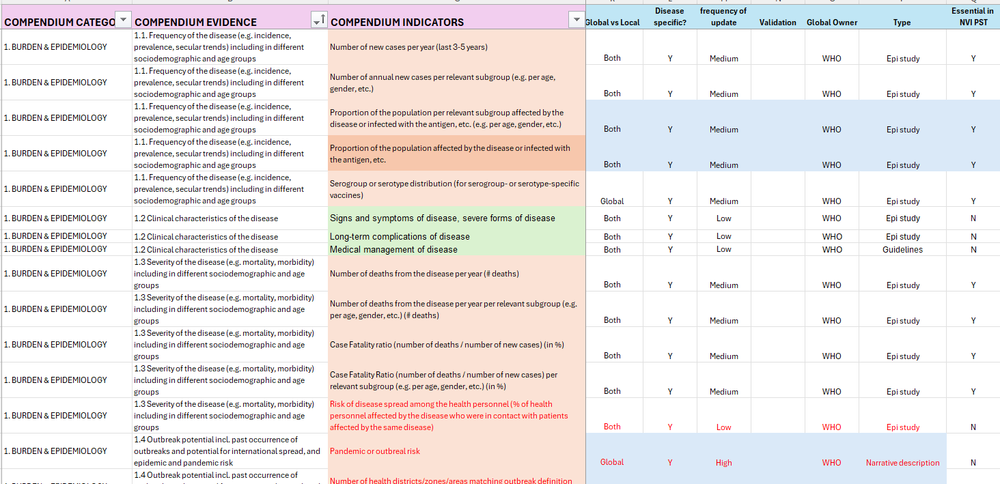 COMPENDIUM CATEGO COMPENDIUM EVIDENCE COMPENDIUM INDICATORS Global vs Local Disease specific? frequency of update Validation Global Owner Type Essential in NVI PST
1. BURDEN & EPIDEMIOLOGY
1.1. Frequency of the disease (e.g. incidence,
prevalence, secular trends) including in different
sociodemographic and age groups
Number of new cases per year (last 3-5 years)
Both Y Medium WHO Epi study Y
1. BURDEN & EPIDEMIOLOGY
1.1. Frequency of the disease (e.g. incidence,
prevalence, secular trends) including in different
sociodemographic and age groups
Number of annual new cases per relevant subgroup (e.g. per age,
gender, etc.)
Both Y Medium WHO Epi study Y
1. BURDEN & EPIDEMIOLOGY
1.1. Frequency of the disease (e.g. incidence,
prevalence, secular trends) including in different
sociodemographic and age groups
Proportion of the population per relevant subgroup affected by the
disease or infected with the antigen, etc. (e.g. per age, gender, etc.)
Both Y Medium WHO Epi study Y
1. BURDEN & EPIDEMIOLOGY
1.1. Frequency of the disease (e.g. incidence,
prevalence, secular trends) including in different
sociodemographic and age groups
Proportion of the population affected by the disease or infected with
the antigen, etc.
Both Y Medium WHO Epi study Y
1. BURDEN & EPIDEMIOLOGY
1.1. Frequency of the disease (e.g. incidence,
prevalence, secular trends) including in different
sociodemographic and age groups
Serogroup or serotype distribution (for serogroup- or serotype-specific
vaccines)
Global Y Medium WHO Epi study Y
1. BURDEN & EPIDEMIOLOGY 1.2 Clinical characteristics of the disease Signs and symptoms of disease, severe forms of disease Both Y Low WHO Epi study N
1. BURDEN & EPIDEMIOLOGY 1.2 Clinical characteristics of the disease Long-term complications of disease Both Y Low WHO Epi study N
1. BURDEN & EPIDEMIOLOGY 1.2 Clinical characteristics of the disease Medical management of disease Both Y Low WHO Guidelines N
1. BURDEN & EPIDEMIOLOGY
1.3 Severity of the disease (e.g. mortality, morbidity)
including in different sociodemographic and age
groups
Number of deaths from the disease per year (# deaths)
Both Y Medium WHO Epi study Y
1. BURDEN & EPIDEMIOLOGY
1.3 Severity of the disease (e.g. mortality, morbidity)
including in different sociodemographic and age
groups
Number of deaths from the disease per year per relevant subgroup (e.g.
per age, gender, etc.) (# deaths)
Both Y Medium WHO Epi study Y
1. BURDEN & EPIDEMIOLOGY
1.3 Severity of the disease (e.g. mortality, morbidity)
including in different sociodemographic and age
groups
Case Fatality ratio (number of deaths / number of new cases) (in %)
Both Y Medium WHO Epi study Y
1. BURDEN & EPIDEMIOLOGY
1.3 Severity of the disease (e.g. mortality, morbidity)
including in different sociodemographic and age
groups
Case Fatality Ratio (number of deaths / number of new cases) per
relevant subgroup (e.g. per age, gender, etc.) (in %)
Both Y Medium WHO Epi study Y
1. BURDEN & EPIDEMIOLOGY
1.3 Severity of the disease (e.g. mortality, morbidity)
including in different sociodemographic and age
groups
Risk of disease spread among the health personnel (% of health
personnel affected by the disease who were in contact with patients
affected by the same disease)
Both Y Low WHO Epi study N
1. BURDEN & EPIDEMIOLOGY
1.4 Outbreak potential incl. past occurrence of
outbreaks and potential for international spread, and
epidemic and pandemic risk
Pandemic or outbreal risk
Global Y High WHO Narrative description N
1.4 Outbreak potential incl. past occurrence of
Number of health districts/zones/areas matching outbreak definition